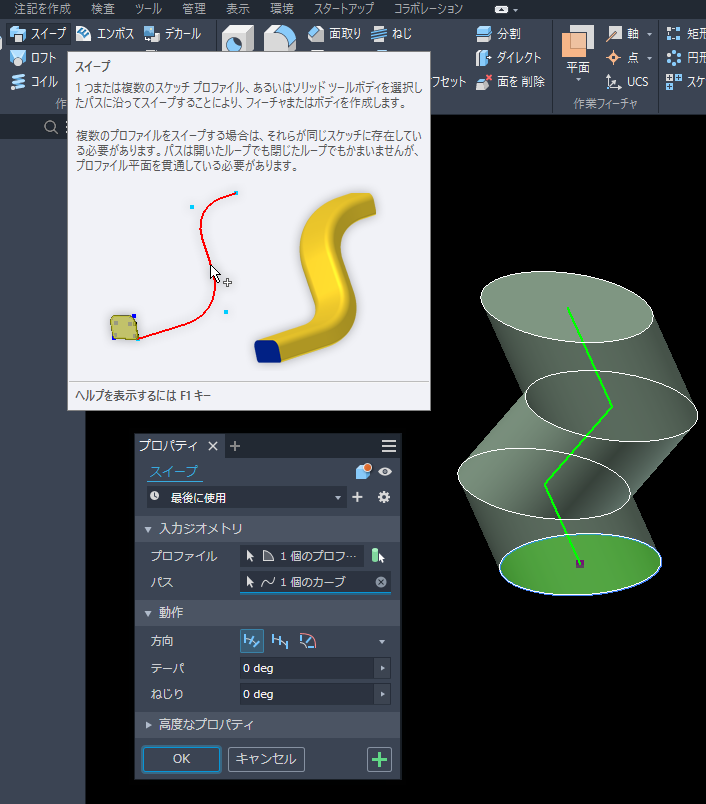 注記を作成 検査 ツール 管理 表示 環境 スタートアップ コラボレーション
スイープ エンボス デカール 面取り ねじ 分割 軸 矩形
ロフト ダイレクト 平面 点 円形
コイル フセット 面を削除 UCS スケ
作業フィーチャ
スイープ
1 つまたは複数のスケッチ プロファイル、あるいはソリッド ツールボディを選択し
たパスに沿ってスイープすることにより、フィーチャまたはボディを作成します。
複数のプロファイルをスイープする場合は、それらが同じスケッチに存在してい
る必要があります。パスは開いたループでも閉じたループでもかまいませんが、
プロファイル平面を貫通している必要があります。
ヘルプを表示するには F1 キー
プロパティ
スイープ
最後に使用
入力ジオメトリ
プロファイル 1 個のプロフ…
パス 1 個のカーブ
動作
方向
テーパ 0 deg
ねじり 0 deg
高度なプロパティ
OK キャンセル